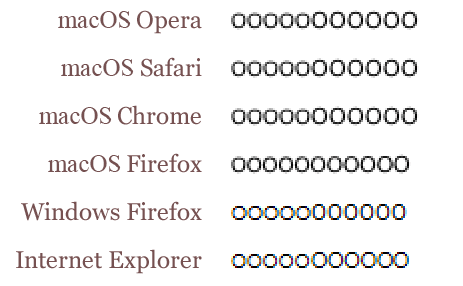 macOS Opera ooooooooooo
macOS Safari ooooooooooo
macOS Chrome ooooooooooo
macOS Firefox ooooooooooo
Windows Firefox ooooooooooo
Internet Explorer ooooooooooo